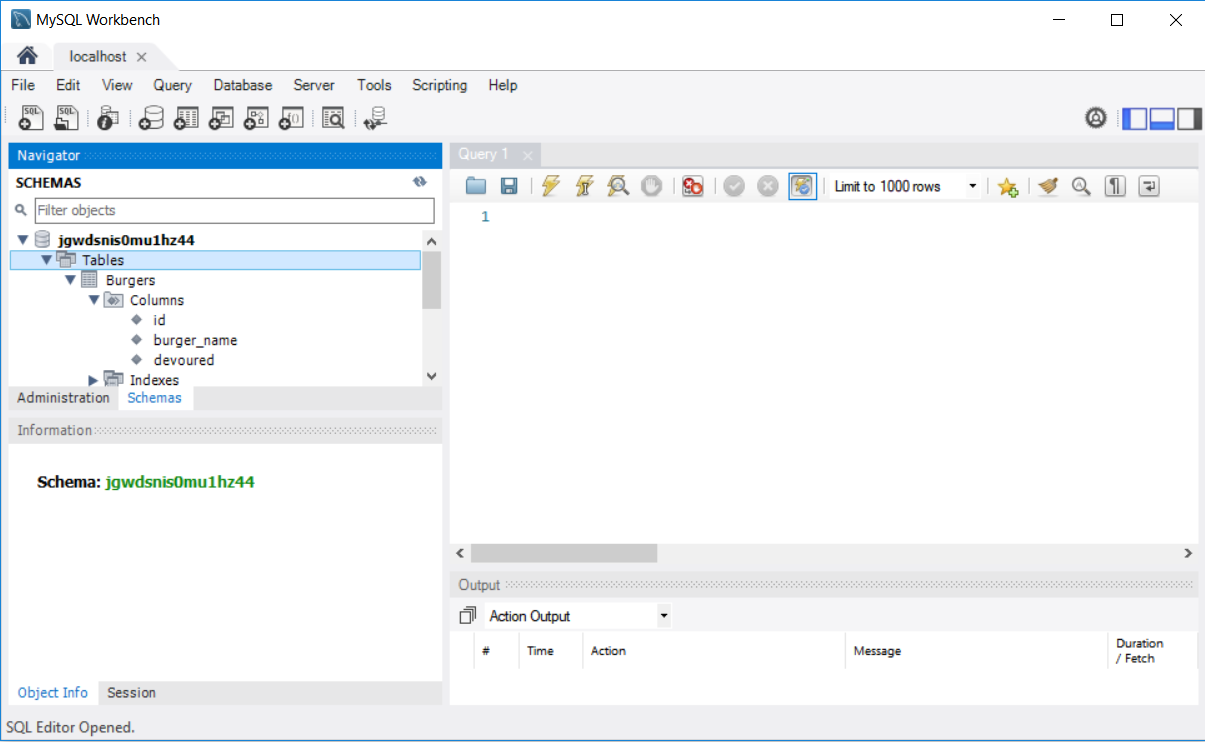 MySQL Workbench
localhost
File Edit View Query Database Server Tools Scripting Help
SQL SQL
Navigator
SCHEMAS
Filter objects
jgwdsnis0mu1hz44
Tables
Burgers
Columns
id
burger_name
devoured
Indexes
Administration Schemas
Information
Schema: jgwdsnis0mu1hz44
Object Info Session
Query 1
Limit to 1000 rows
1
Output
Action Output
# Time Action Message Duration / Fetch
SQL Editor Opened.